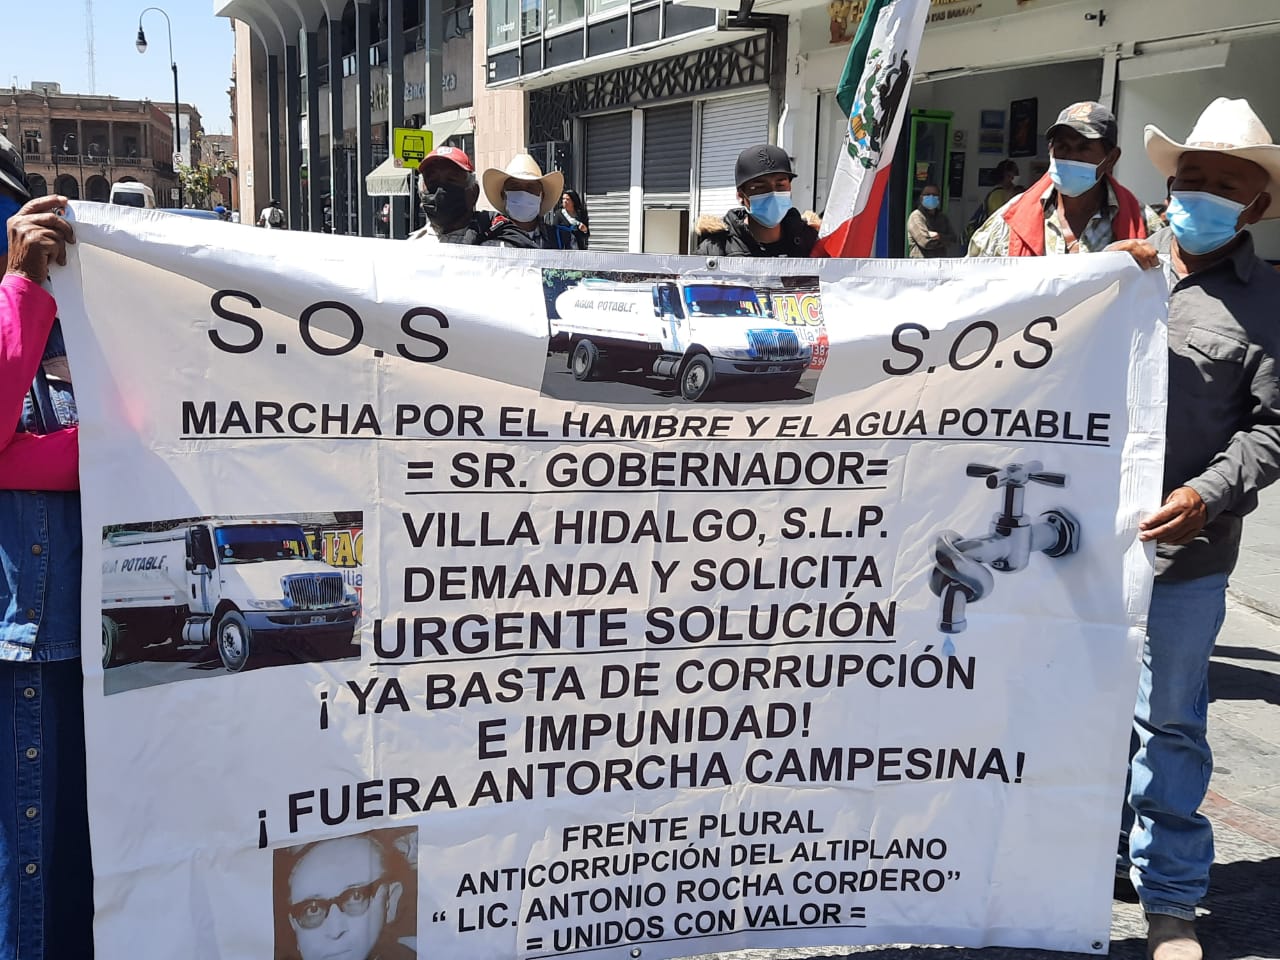 S.O.S
AGUA POTABLE
S.O.S
MARCHA POR EL HAMBRE Y EL AGUA POTABLE
= SR. GOBERNADOR=
VILLA HIDALGO, S.L.P.
DEMANDA Y SOLICITA
URGENTE SOLUCIÓN
POTABLE
¡ YA BASTA DE CORRUPCIÓN
E IMPUNIDAD!
¡ FUERA ANTORCHA CAMPESINA!
FRENTE PLURAL
ANTICORRUPCIÓN DEL ALTIPLANO
“ LIC. ANTONIO ROCHA CORDERO”
= UNIDOS CON VALOR =